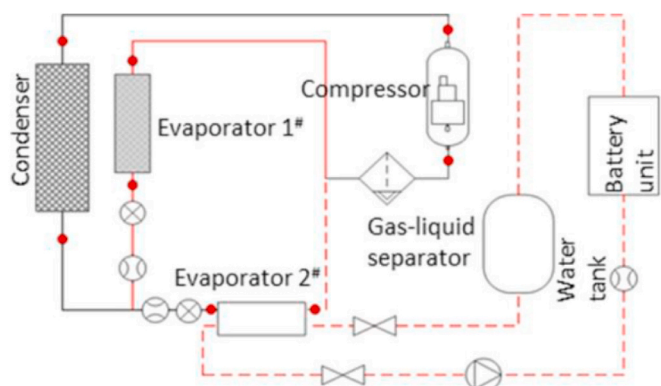 Condenser
Evaporator 1#
Compressor
Gas-liquid
separator
Evaporator 2#
Water
tank
Battery
unit